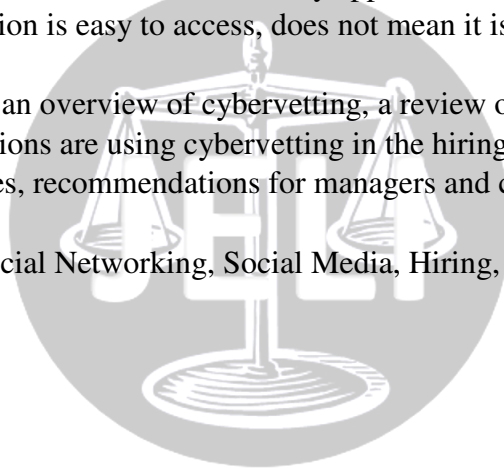 tion is easy to access, does not mean it is
an overview of cybervetting, a review o
ions are using cybervetting in the hiring
es, recommendations for managers and c
cial Networking, Social Media, Hiring,
JELI